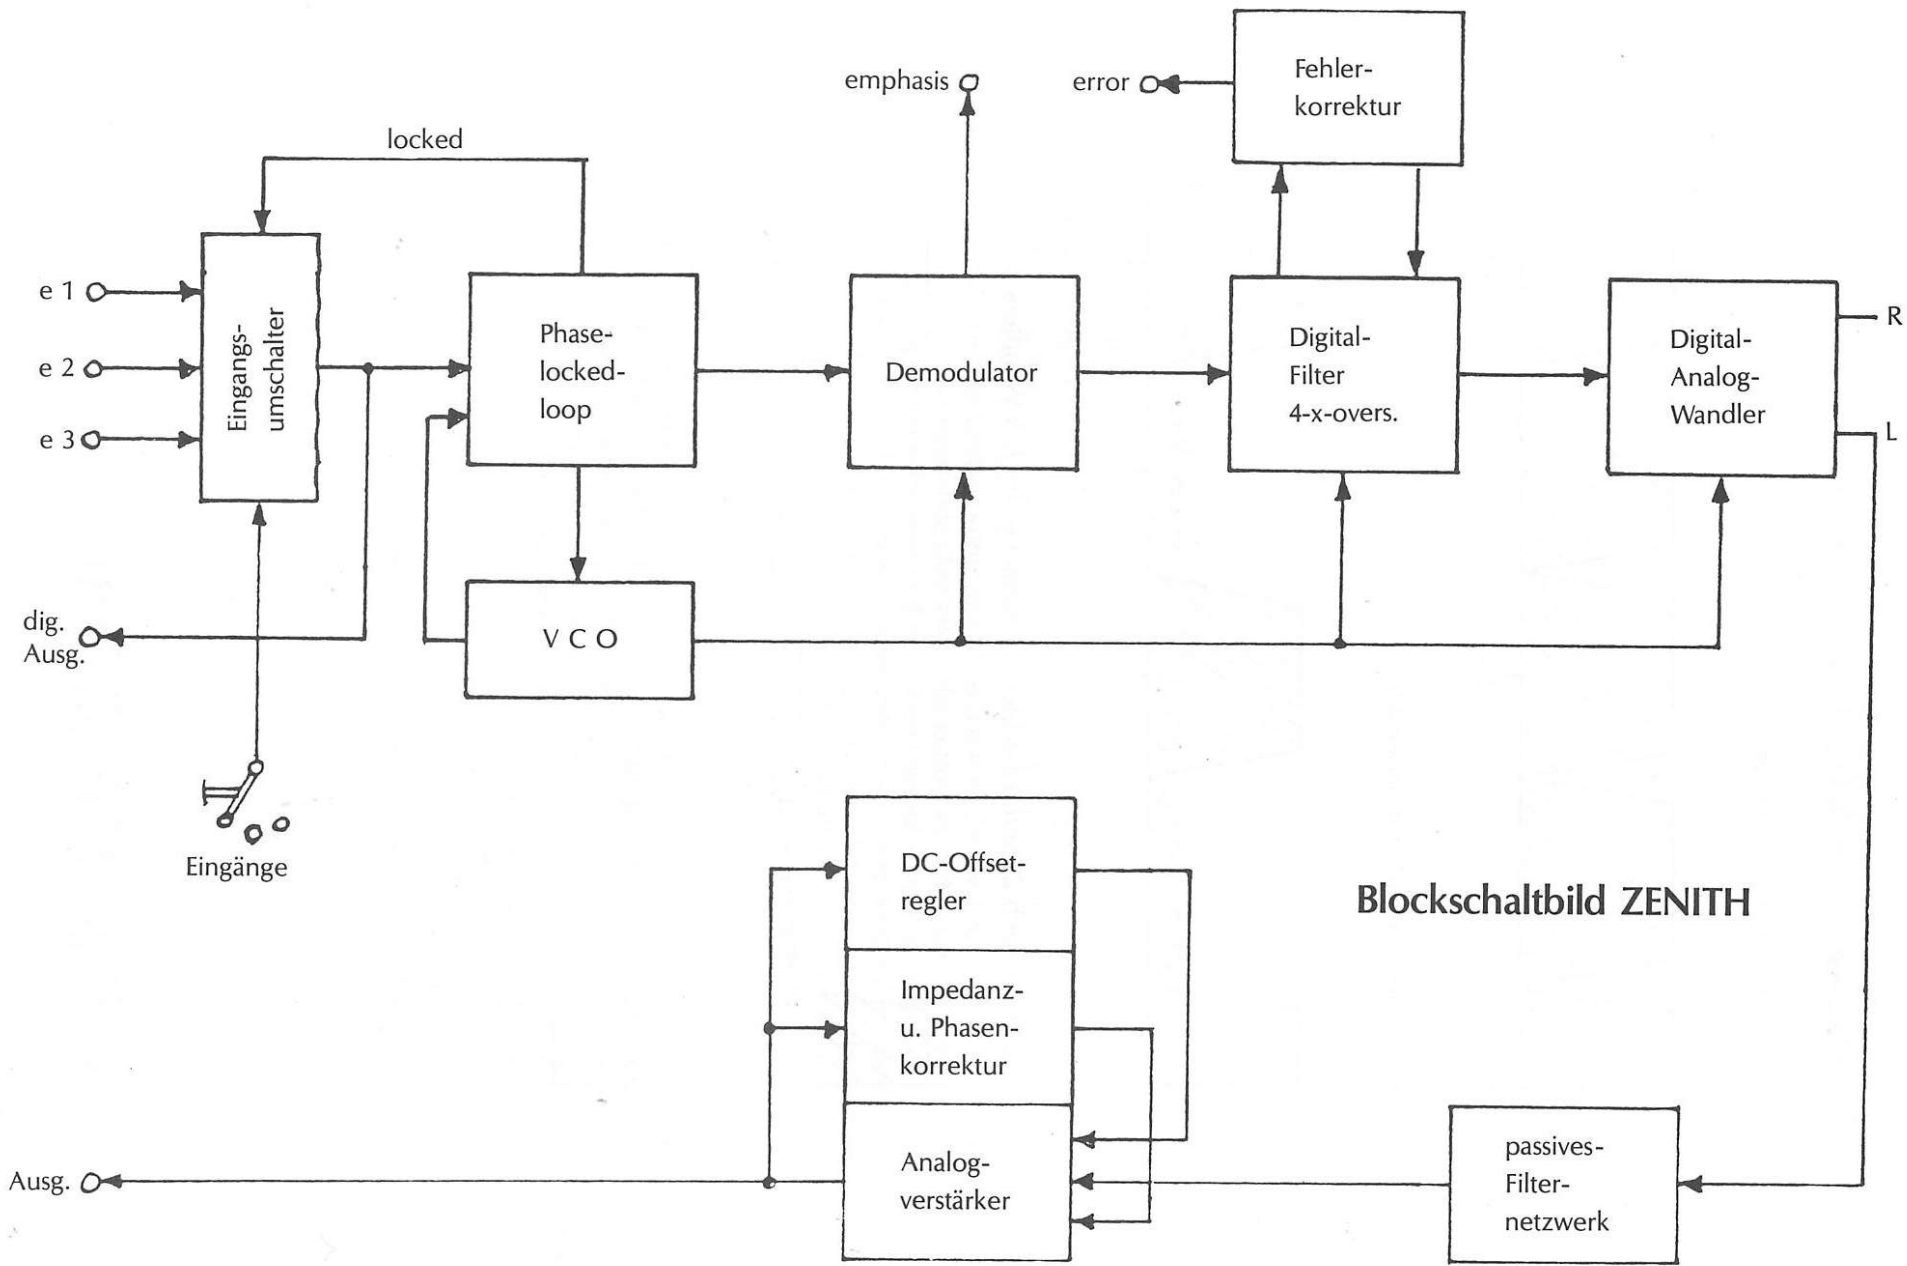 emphasis
error
Fehler-
korrektur
locked
e 1
e 2
e 3
Eingangs-
umschalter
Phase-
locked-
loop
Demodulator
Digital-
Filter
4-x-overs.
Digital-
Analog-
Wandler
R
L
dig.
Ausg.
V C O
Eingänge
DC-Offset-
regler
Impedanz-
u. Phasen-
korrektur
Analog-
verstärker
Ausg.
Blockschaltbild ZENITH
passives-
Filter-
netzwerk